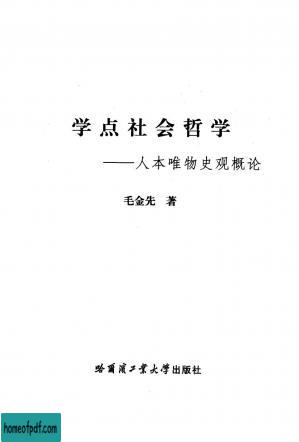 学点社会哲学
——人本唯物史观概论
毛金先 著
哈尔滨工业大学出版社
homeofpdf.com